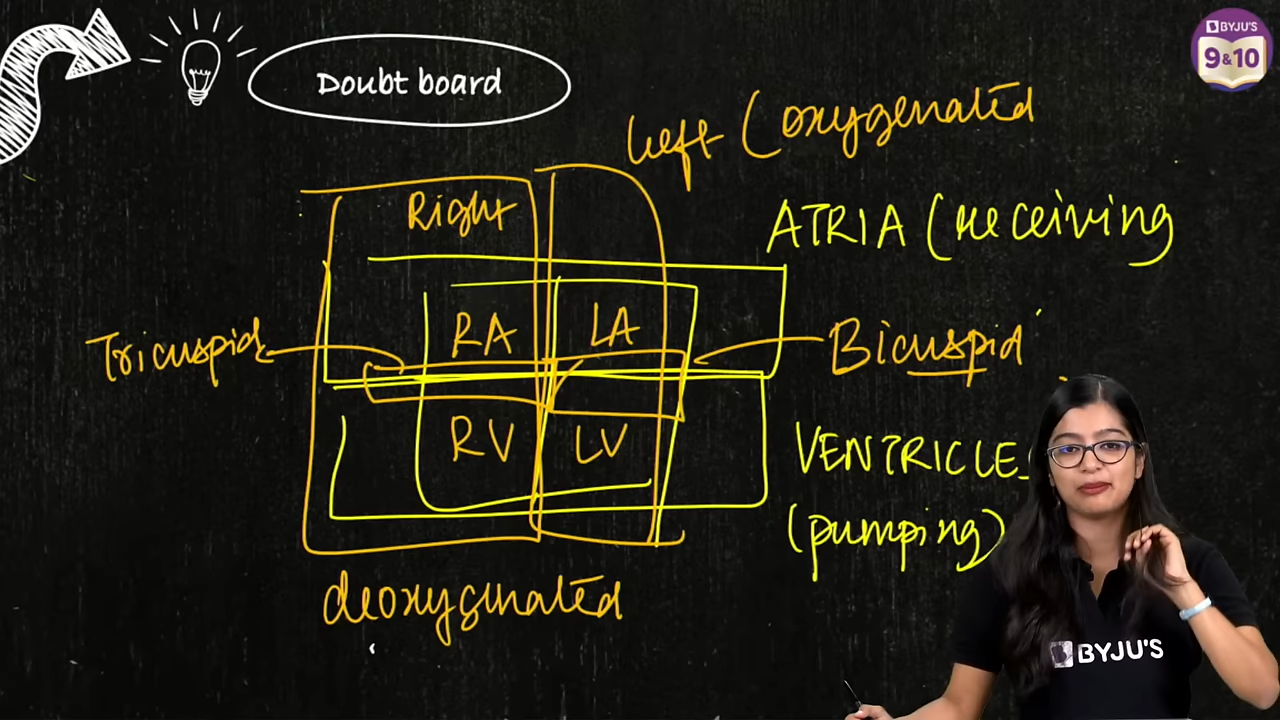 BYJU'S
9&10
Doubt board
Left (oxygenated
Right
ATRIA (receiving
RA
LA
Tricuspid
Bicuspid
RV
LV
VENTRICLE
(pumping)
deoxygenated
BYJU'S